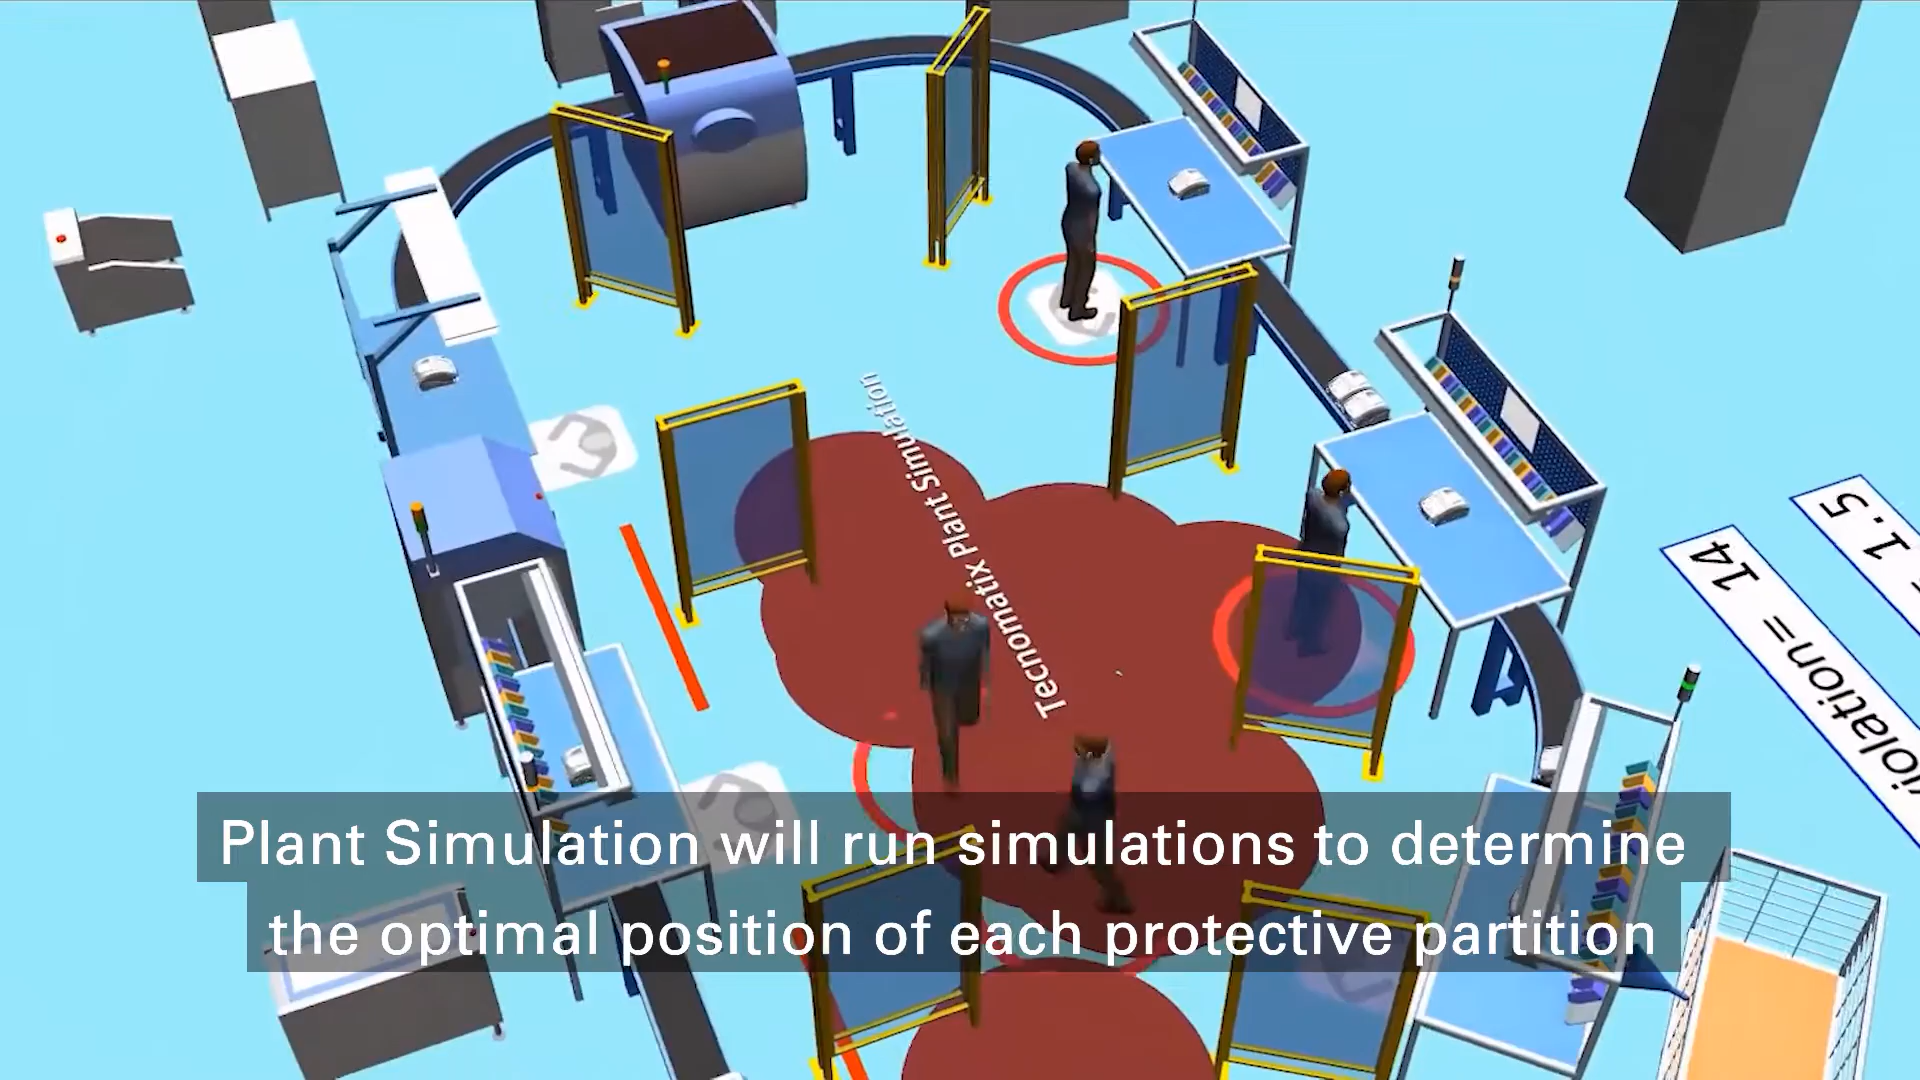 Tecnomatix Plant Simulation
= 1.5
iolation= 14
Plant Simulation will run simulations to determine
the optimal position of each protective partition